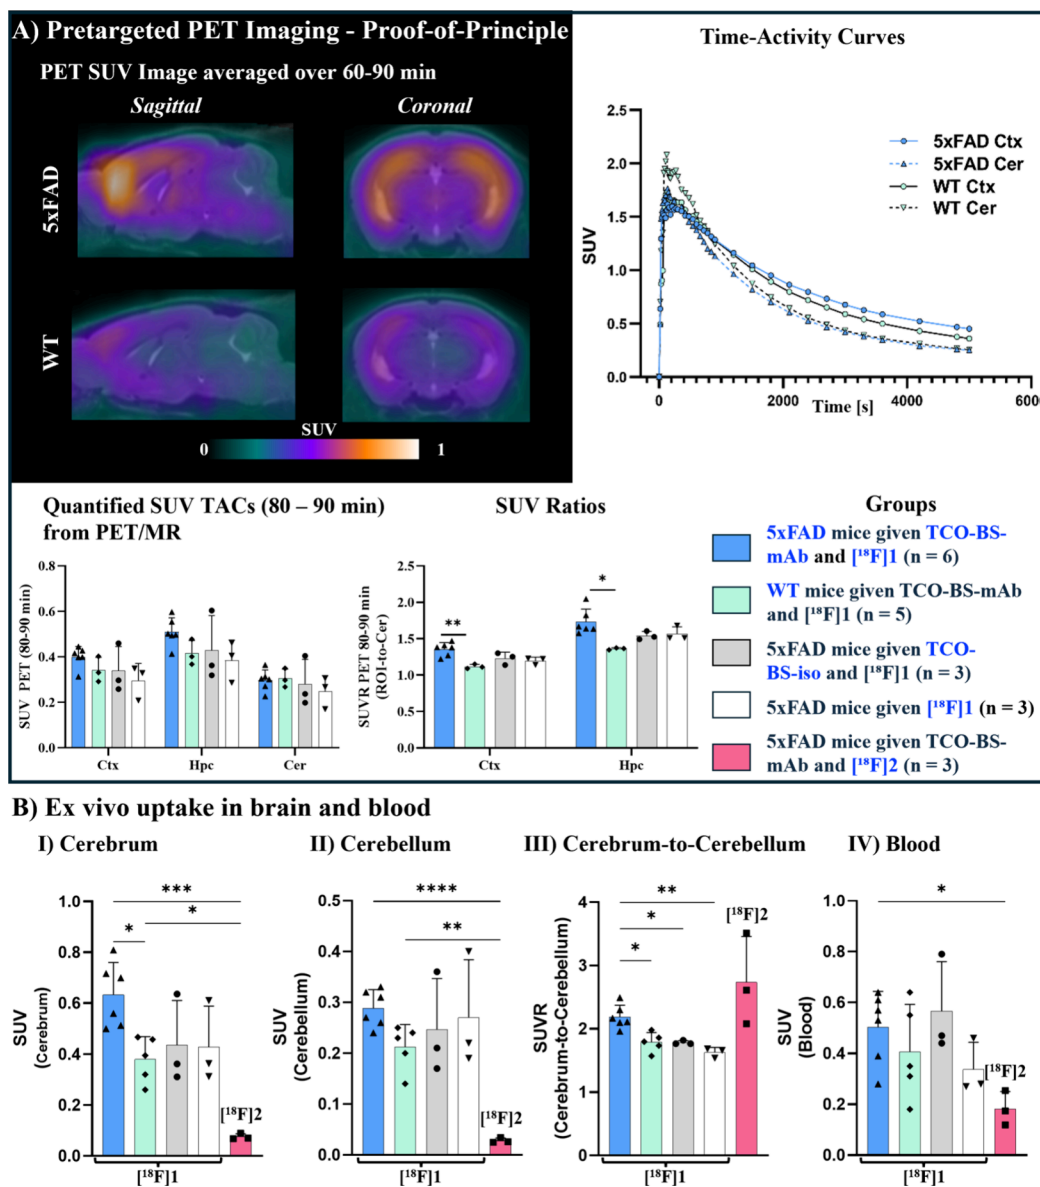 A) Pretargeted PET Imaging - Proof-of-Principle
PET SUV Image averaged over 60-90 min
Sagittal
Coronal
5xFAD
WT
SUV
0
1
Time-Activity Curves
SUV
2.5
2.0
1.5
1.0
0.5
0.0
0
2000
4000
6000
Time [s]
5xFAD Ctx
5xFAD Cer
WT Ctx
WT Cer
Quantified SUV TACs (80 – 90 min)
from PET/MR
SUV PET (80-90 min)
0.8
0.6
0.4
0.2
0.0
Ctx
Hpc
Cer
SUV Ratios
SUVR PET 80-90 min
(ROI-to-Cer)
2.5
2.0
1.5
1.0
0.5
0.0
**
*
Ctx
Hpc
Groups
5xFAD mice given TCO-BS-
mAb and [¹⁸F]1 (n = 6)
WT mice given TCO-BS-mAb
and [¹⁸F]1 (n = 5)
5xFAD mice given TCO-
BS-iso and [¹⁸F]1 (n = 3)
5xFAD mice given [¹⁸F]1 (n = 3)
5xFAD mice given TCO-BS-
mAb and [¹⁸F]2 (n = 3)
B) Ex vivo uptake in brain and blood
I) Cerebrum
SUV
(Cerebrum)
1.0
0.8
0.6
0.4
0.2
0.0
***
*
*
[¹⁸F]2
[¹⁸F]1
II) Cerebellum
SUV
(Cerebellum)
0.5
0.4
0.3
0.2
0.1
0.0
****
**
[¹⁸F]2
[¹⁸F]1
III) Cerebrum-to-Cerebellum
SUVR
(Cerebrum-to-Cerebellum)
4
3
2
1
0
**
*
*
[¹⁸F]2
[¹⁸F]1
IV) Blood
SUV
(Blood)
1.0
0.8
0.6
0.4
0.2
0.0
*
[¹⁸F]2
[¹⁸F]1